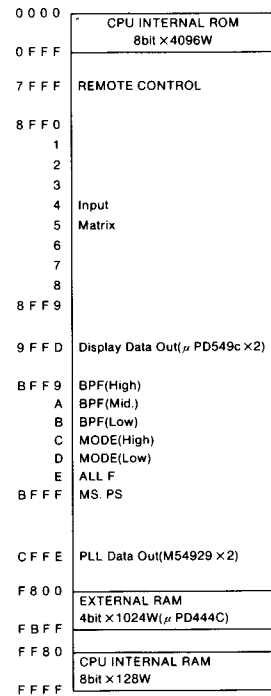 0000
CPU INTERNAL ROM
8bit × 4096W
0FFF
7FFF REMOTE CONTROL
8FF0
1
2
3
4 Input
5 Matrix
6
7
8
8FF9
9FFD Display Data Out(μ PD549c ×2)
BFF9 BPF(High)
A BPF(Mid.)
B BPF(Low)
C MODE(High)
D MODE(Low)
E ALL F
BFFF MS. PS
CFFE PLL Data Out(M54929 ×2)
F800
EXTERNAL RAM
4bit × 1024W(μ PD444C)
FBFF
FF80
CPU INTERNAL RAM
8bit × 128W
FFFF